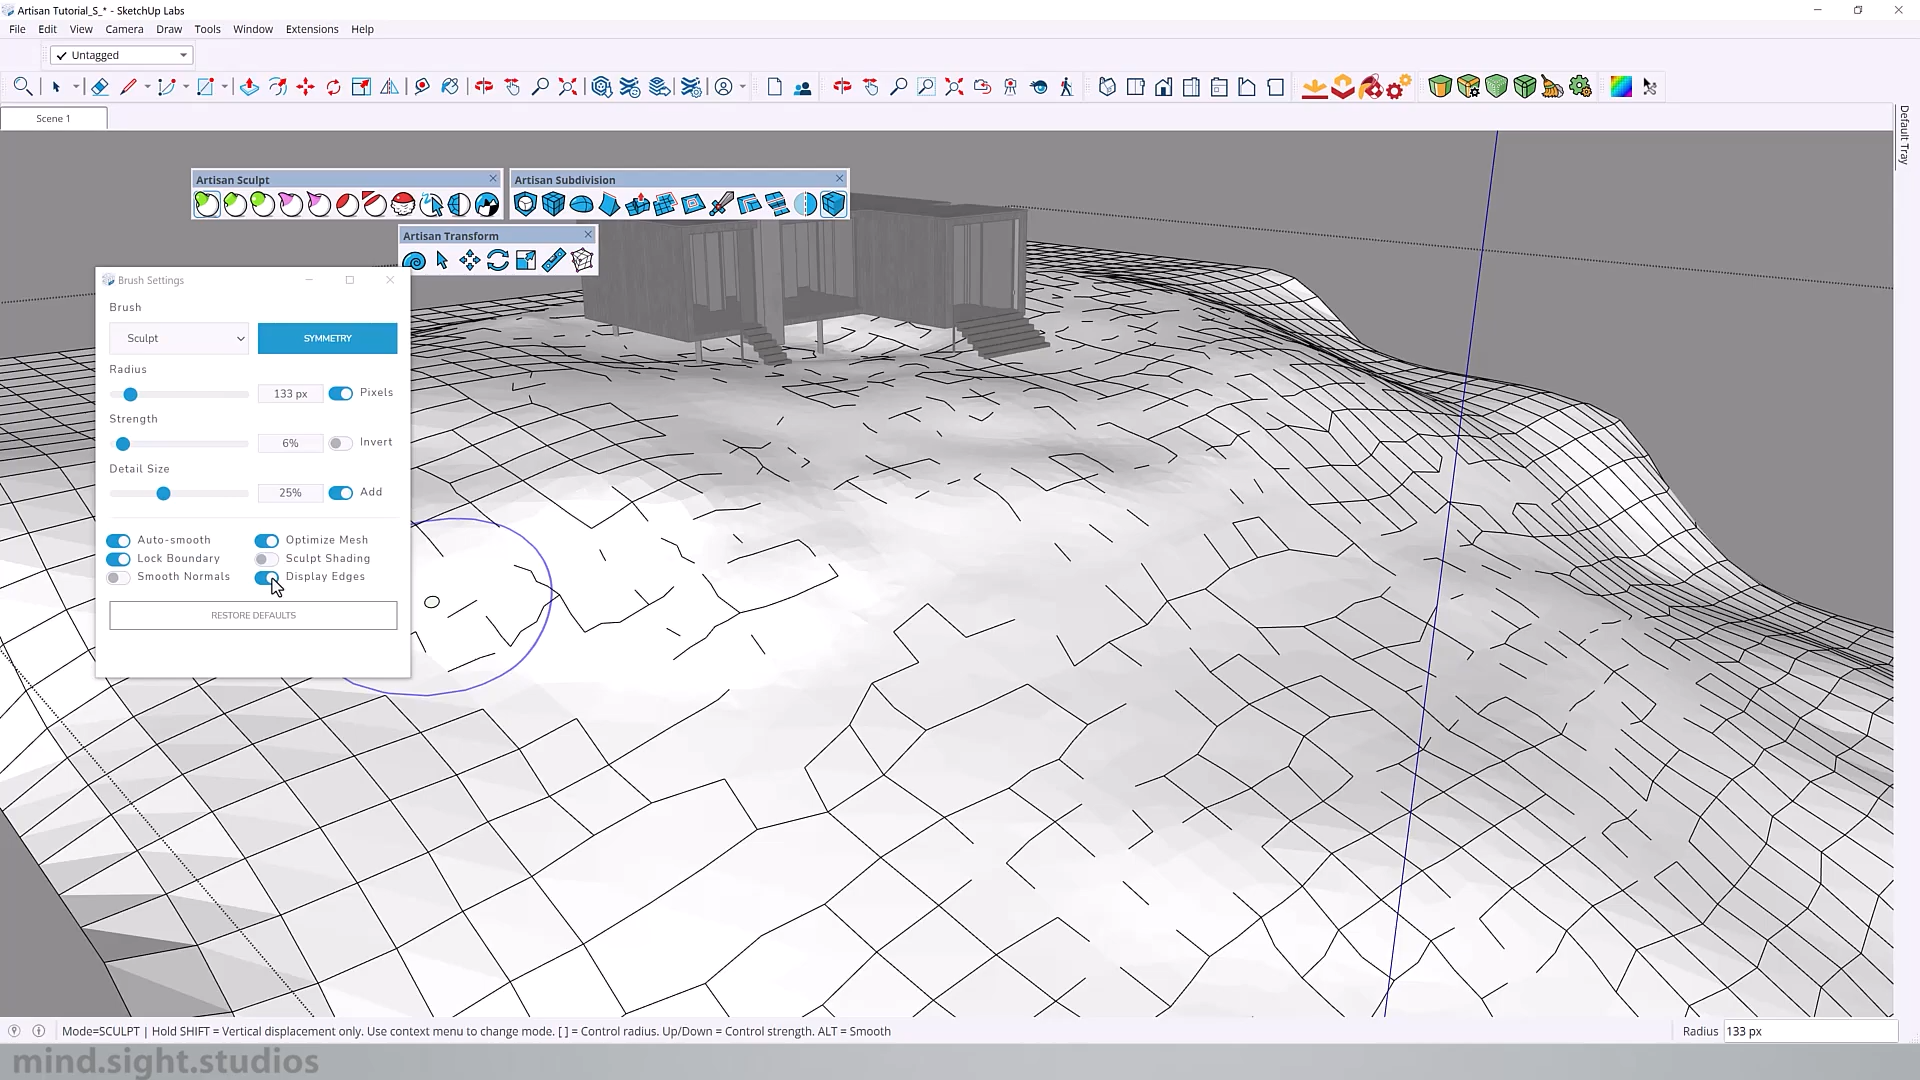 Artisan Tutorial_S_* - SketchUp Labs
File Edit View Camera Draw Tools Window Extensions Help
Untagged
Scene 1
Default Tray
Artisan Sculpt
Artisan Subdivision
Artisan Transform
Brush Settings
Brush
Sculpt SYMMETRY
Radius
133 px Pixels
Strength
6% Invert
Detail Size
25% Add
Auto-smooth Optimize Mesh
Lock Boundary Sculpt Shading
Smooth Normals Display Edges
RESTORE DEFAULTS
Mode=SCULPT | Hold SHIFT = Vertical displacement only. Use context menu to change mode. [ ] = Control radius. Up/Down = Control strength. ALT = Smooth
Radius 133 px
mind.sight.studios